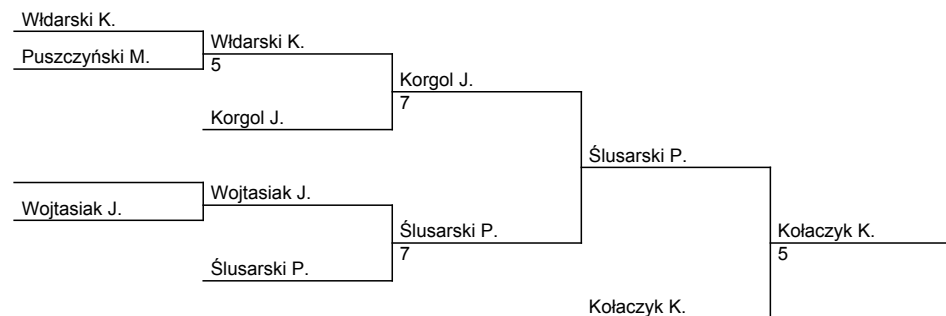 Włdarski K.
Puszczyński M.
Włdarski K.
5
Korgol J.
Korgol J.
7
Wojtasiak J.
Wojtasiak J.
Ślusarski P.
Ślusarski P.
7
Ślusarski P.
Kołaczyk K.
Kołaczyk K.
5